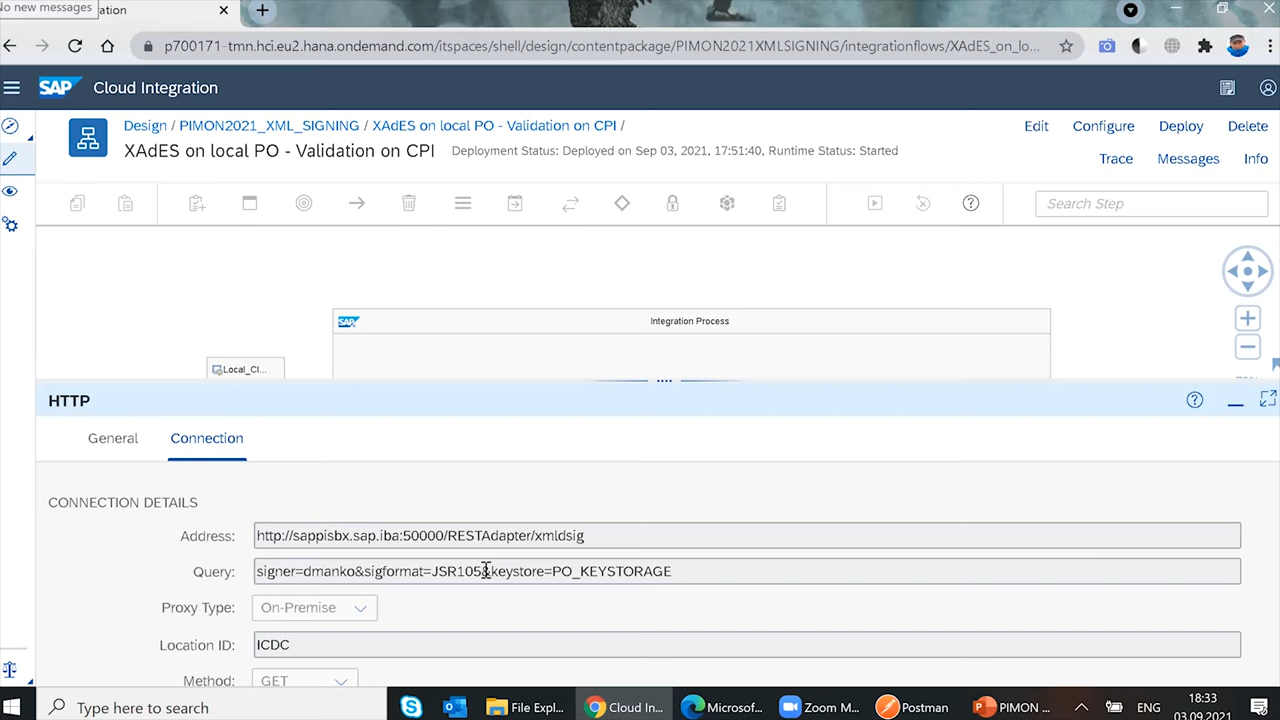 No new messages
ntegration
p700171-tmn.hci.eu2.hana.ondemand.com/itspaces/shell/design/contentpackage/PIMON2021XMLSIGNING/integrationflows/XAdES_on_lo...
SAP Cloud Integration
Design / PIMON2021_XML_SIGNING / XAdES on local PO - Validation on CPI /
Edit Configure Deploy Delete
XAdES on local PO - Validation on CPI
Deployment Status: Deployed on Sep 03, 2021, 17:51:40, Runtime Status: Started
Trace Messages Info
Search Step
SAP Integration Process
Local_Cl...
HTTP
General Connection
CONNECTION DETAILS
Address: http://sappisbx.sap.iba:50000/RESTAdapter/xmldsig
Query: signer=dmanko&sigformat=JSR105&keystore=PO_KEYSTORAGE
Proxy Type: On-Premise
Location ID: ICDC
Method: GET
Type here to search
File Expl...
Cloud In...
Microsof...
Zoom M...
Postman
PIMON ...
ENG
18:33
03.09.2021